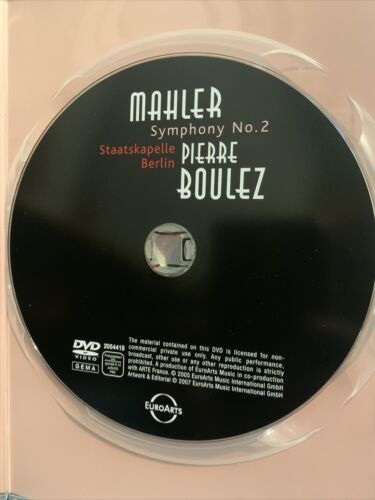 MAHLER
Symphony No. 2
Staatskapelle
Berlin
PIERRE
BOULEZ
DVD
VIDEO
2054418
GEMA
The material contained on this DVD is licensed for non-
commercial private use only. Any public performance,
broadcast, other use or any other reproduction is strictly
prohibited. A production of EuroArts Music in co-production
with ARTE France. © 2005 EuroArts Music International GmbH
Artwork & Editorial © 2007 EuroArts Music International GmbH
EUROARTS